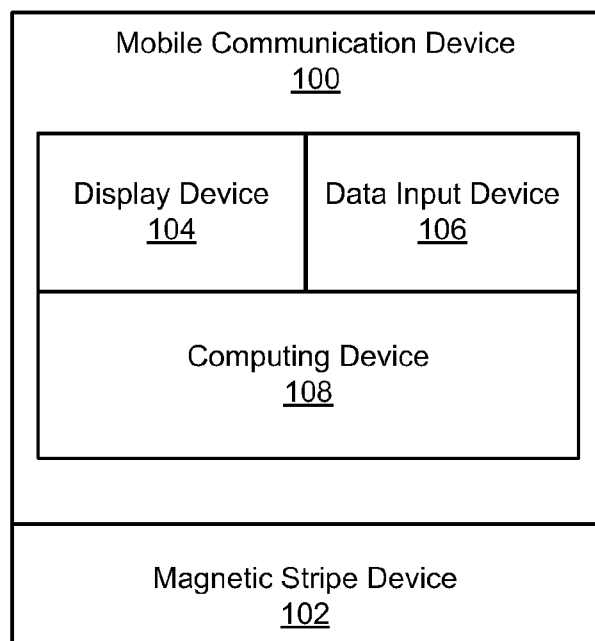 Mobile Communication Device
100
Display Device
104
Data Input Device
106
Computing Device
108
Magnetic Stripe Device
102